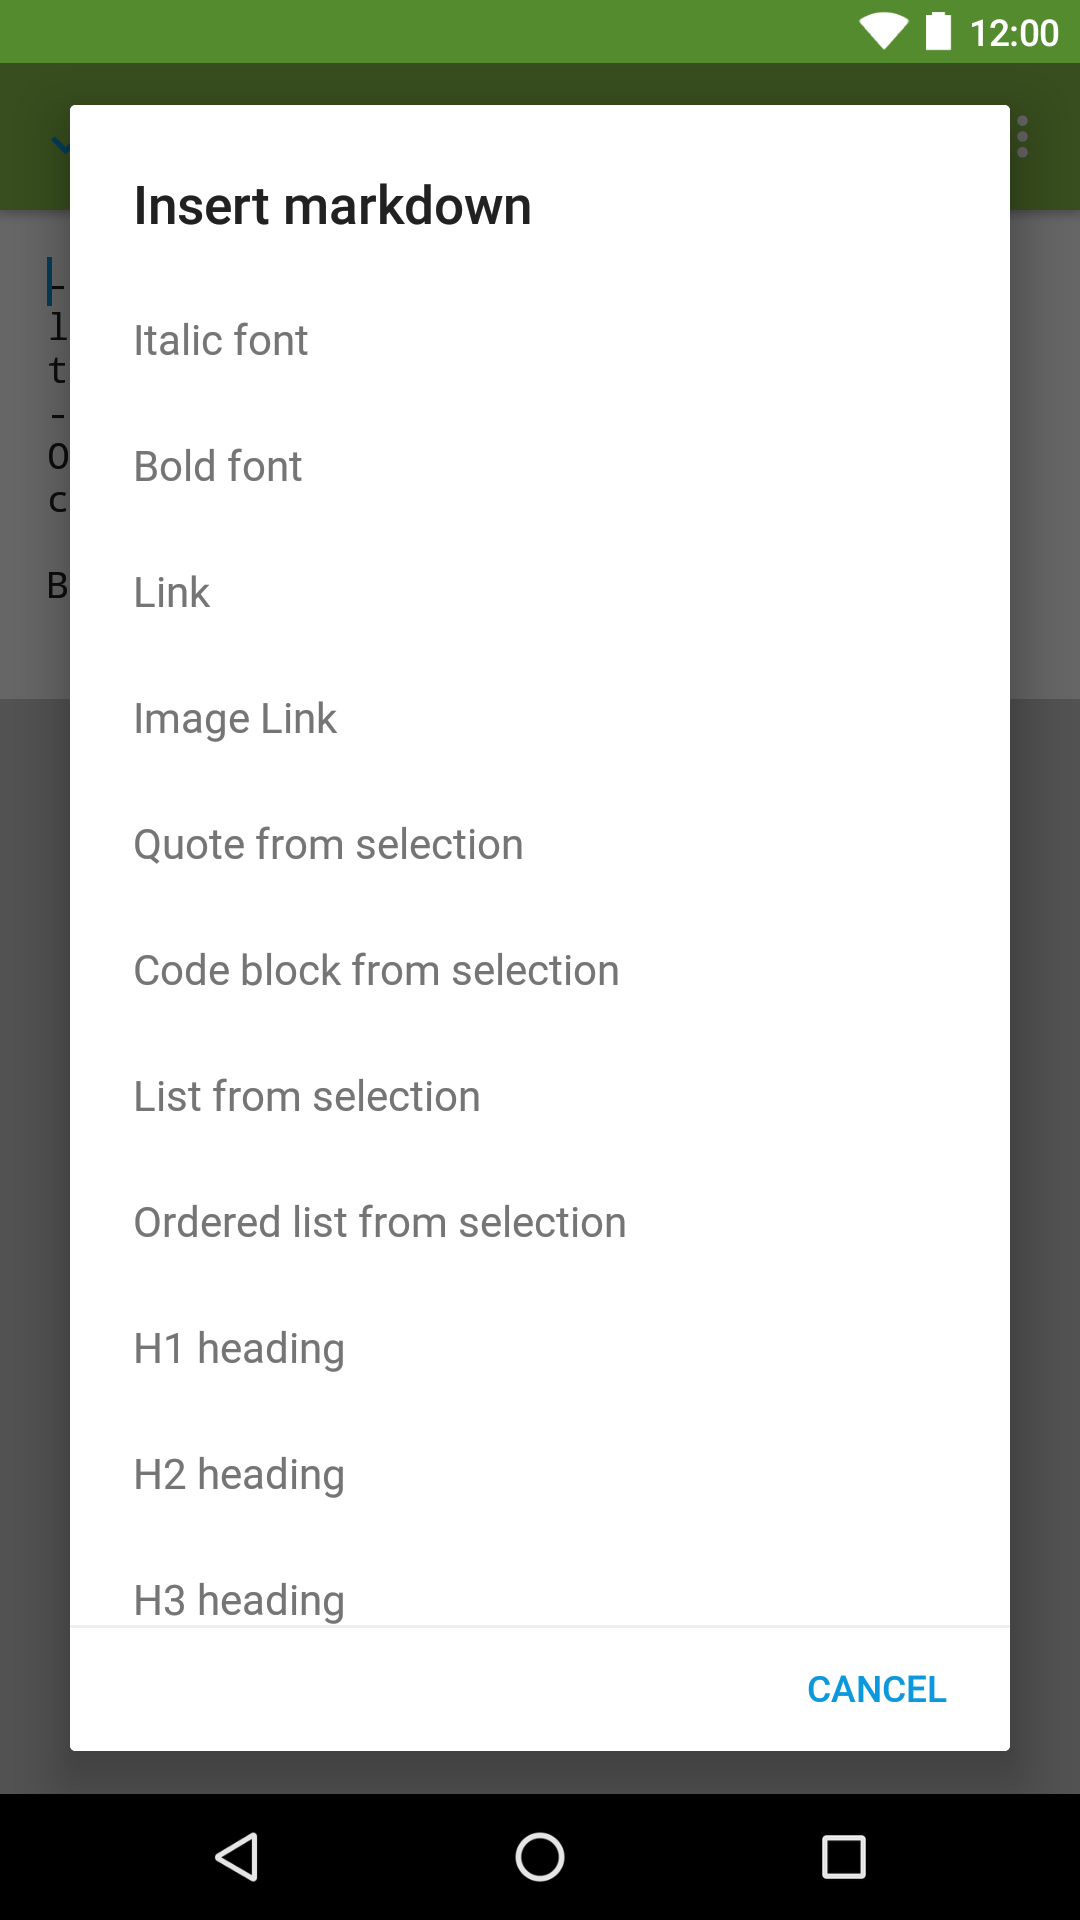 12:00
Insert markdown
-
l
t
-
O
c
B
Italic font
Bold font
Link
Image Link
Quote from selection
Code block from selection
List from selection
Ordered list from selection
H1 heading
H2 heading
H3 heading
CANCEL